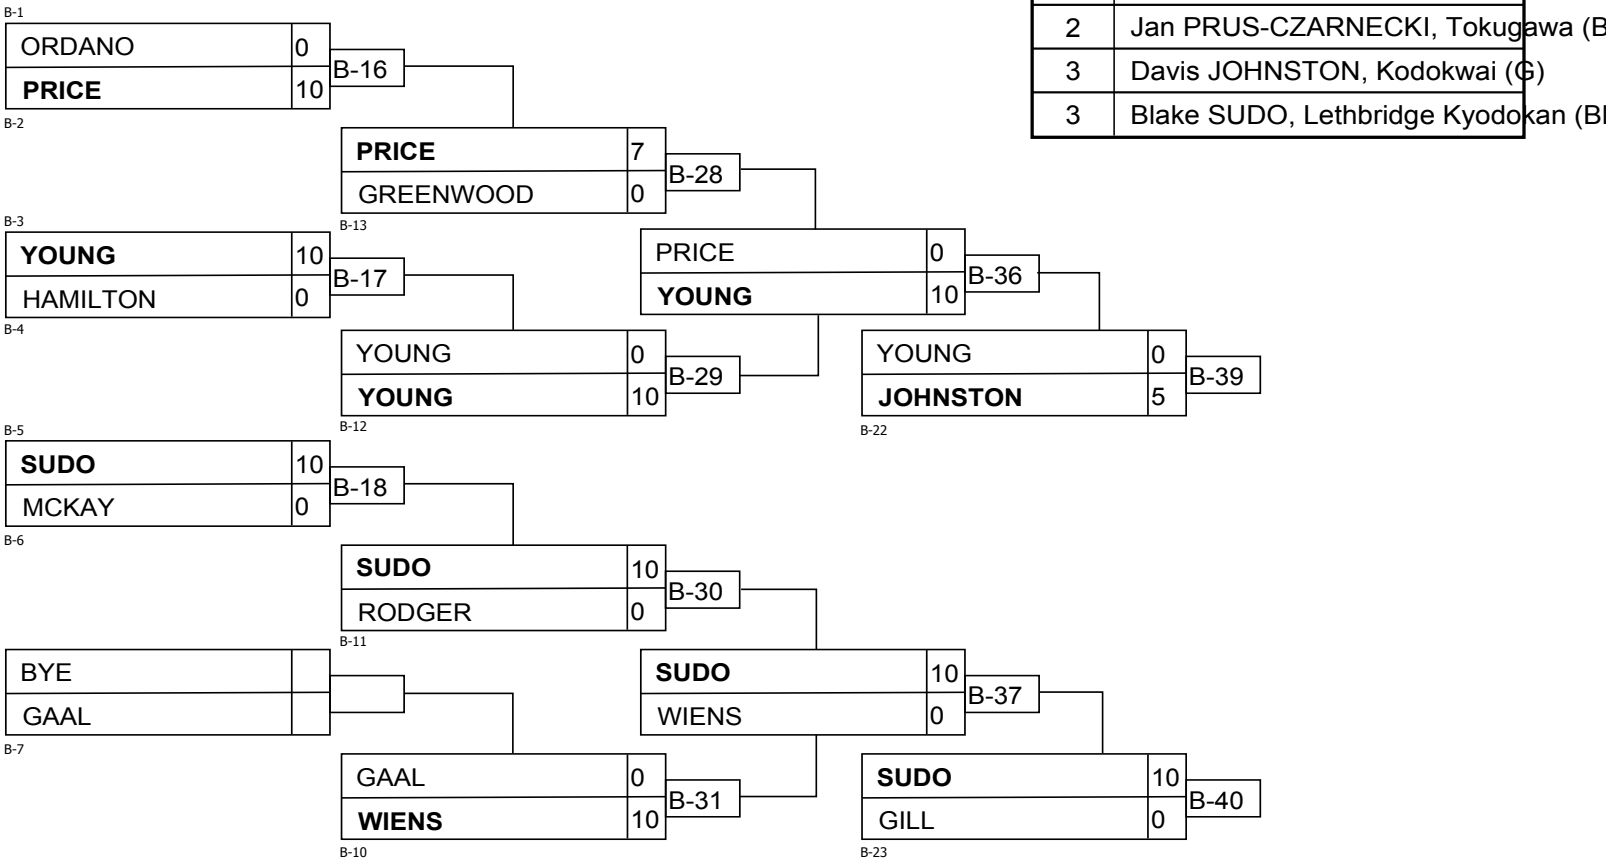 B-1
ORDANO 0
PRICE 10
B-16
B-2
2 Jan PRUS-CZARNECKI, Tokugawa (B
3 Davis JOHNSTON, Kodokwai (G)
3 Blake SUDO, Lethbridge Kyodokan (Bl
PRICE 7
GREENWOOD 0
B-28
B-13
B-3
YOUNG 10
HAMILTON 0
B-17
B-4
PRICE 0
YOUNG 10
B-36
YOUNG 0
YOUNG 10
B-29
B-12
YOUNG 0
JOHNSTON 5
B-39
B-22
B-5
SUDO 10
MCKAY 0
B-18
B-6
SUDO 10
RODGER 0
B-30
B-11
BYE
GAAL
B-7
SUDO 10
WIENS 0
B-37
GAAL 0
WIENS 10
B-31
B-10
SUDO 10
GILL 0
B-40
B-23